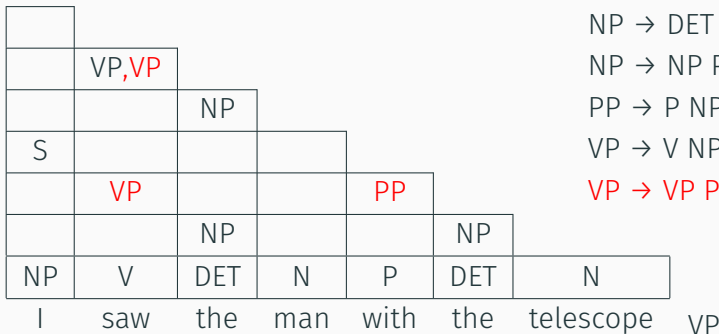 VP,VP
NP
S
VP PP
NP NP
NP V DET N P DET N
I saw the man with the telescope
NP → DET
NP → NP
PP → P NP
VP → V NP
VP → VP P
VP